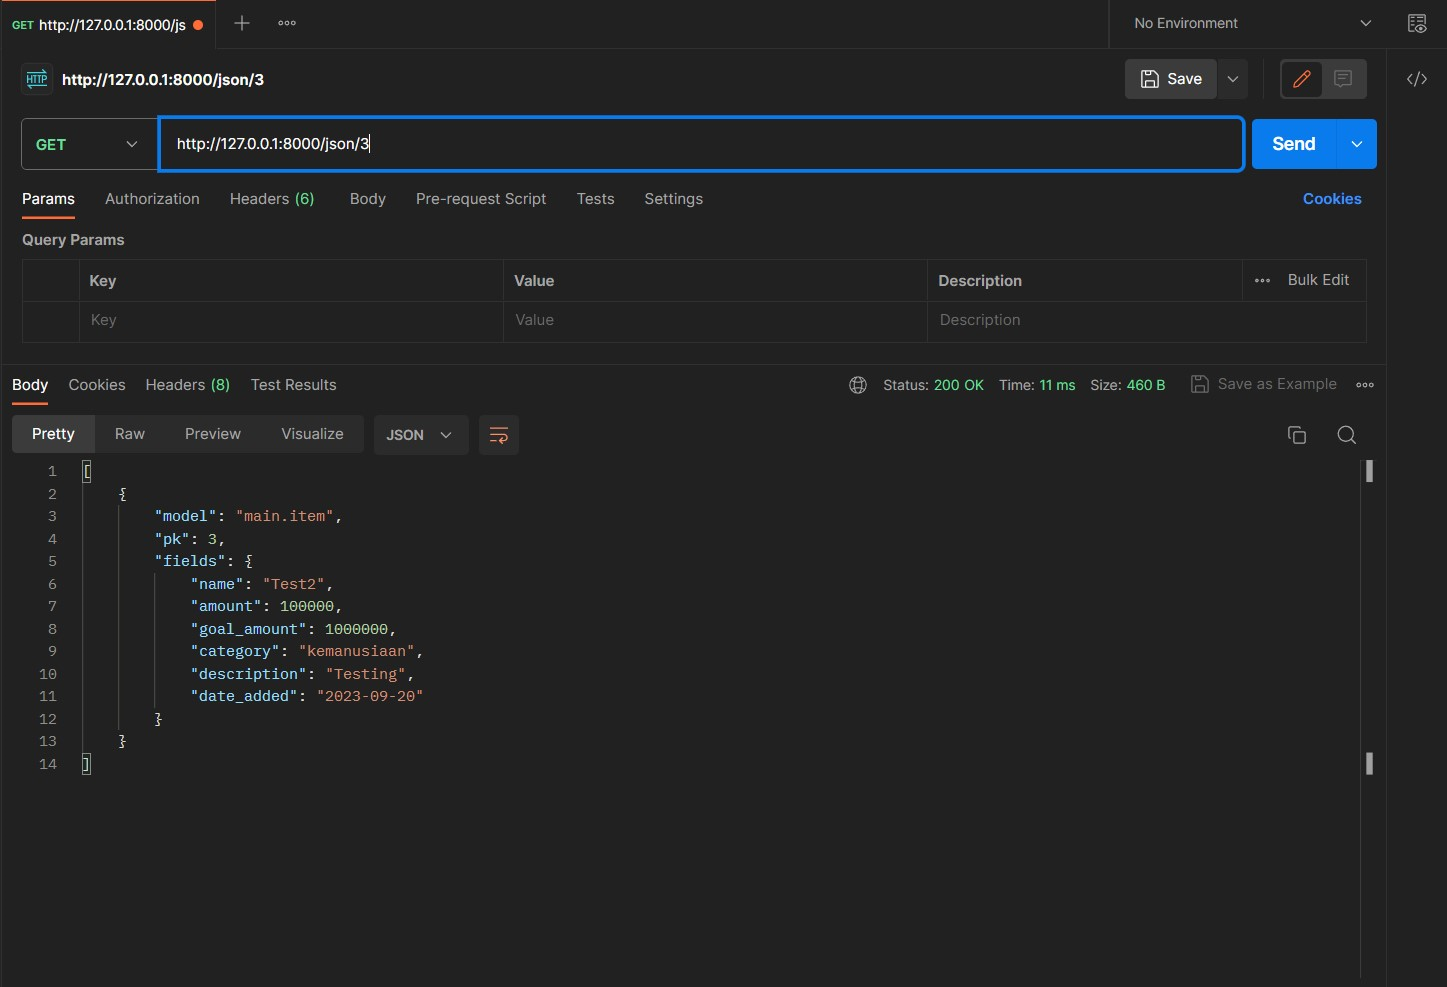 GET http://127.0.0.1:8000/js
No Environment
HTTP http://127.0.0.1:8000/json/3
Save
GET http://127.0.0.1:8000/json/3 Send
Params Authorization Headers (6) Body Pre-request Script Tests Settings Cookies
Query Params
Key Value Description Bulk Edit
Key Value Description
Body Cookies Headers (8) Test Results Status: 200 OK Time: 11 ms Size: 460 B Save as Example
Pretty Raw Preview Visualize JSON
1 [
2 {
3 "model": "main.item",
4 "pk": 3,
5 "fields": {
6 "name": "Test2",
7 "amount": 100000,
8 "goal_amount": 1000000,
9 "category": "kemanusiaan",
10 "description": "Testing",
11 "date_added": "2023-09-20"
12 }
13 }
14 ]